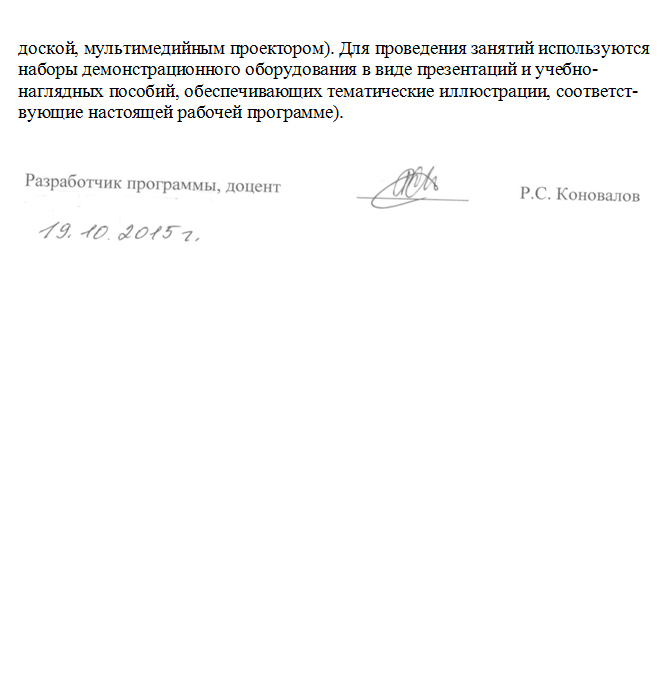 доской, мультимедийным проектором). Для проведения занятий используются
наборы демонстрационного оборудования в виде презентаций и учебно-
наглядных пособий, обеспечивающих тематические иллюстрации, соответст-
вующие настоящей рабочей программе).
Разработчик программы, доцент Р.С. Коновалов
19.10.2015 г.